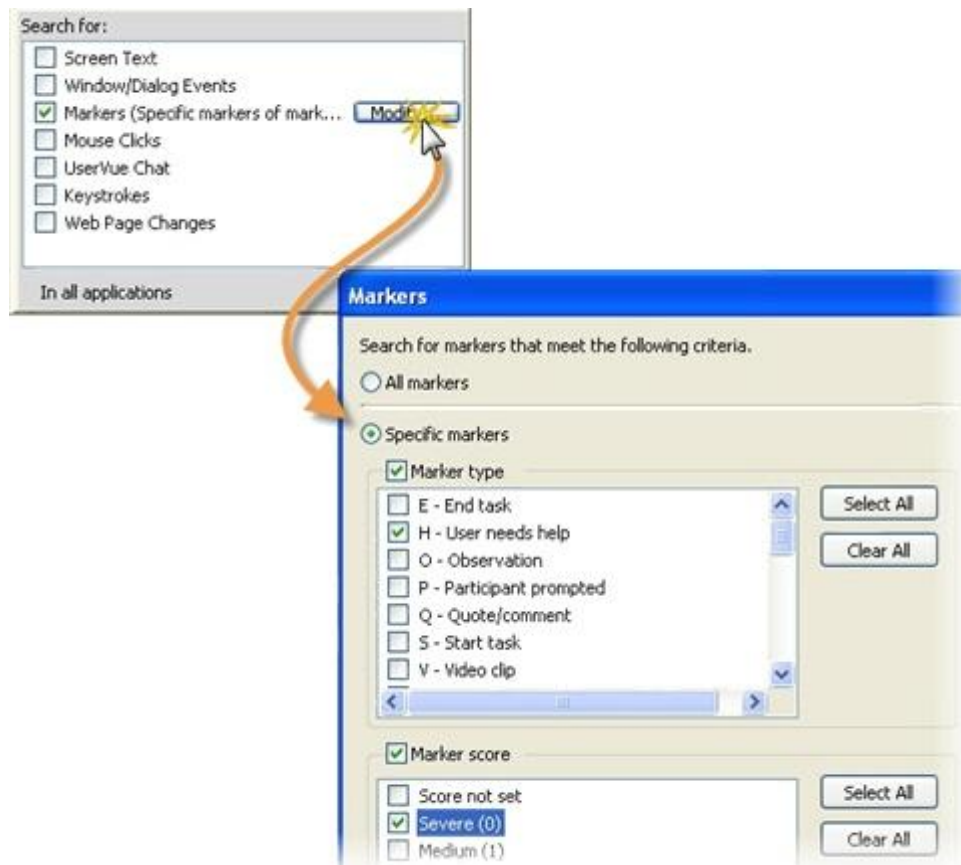 Search for:
Screen Text
Window/Dialog Events
Markers (Specific markers of mark...
Mouse Clicks
UserVue Chat
Keystrokes
Web Page Changes
In all applications
Markers
Search for markers that meet the following criteria.
All markers
Specific markers
Marker type
E - End task
H - User needs help
O - Observation
P - Participant prompted
Q - Quote/comment
S - Start task
V - Video clip
Select All
Clear All
Marker score
Score not set
Severe (0)
Medium (1)
Select All
Clear All